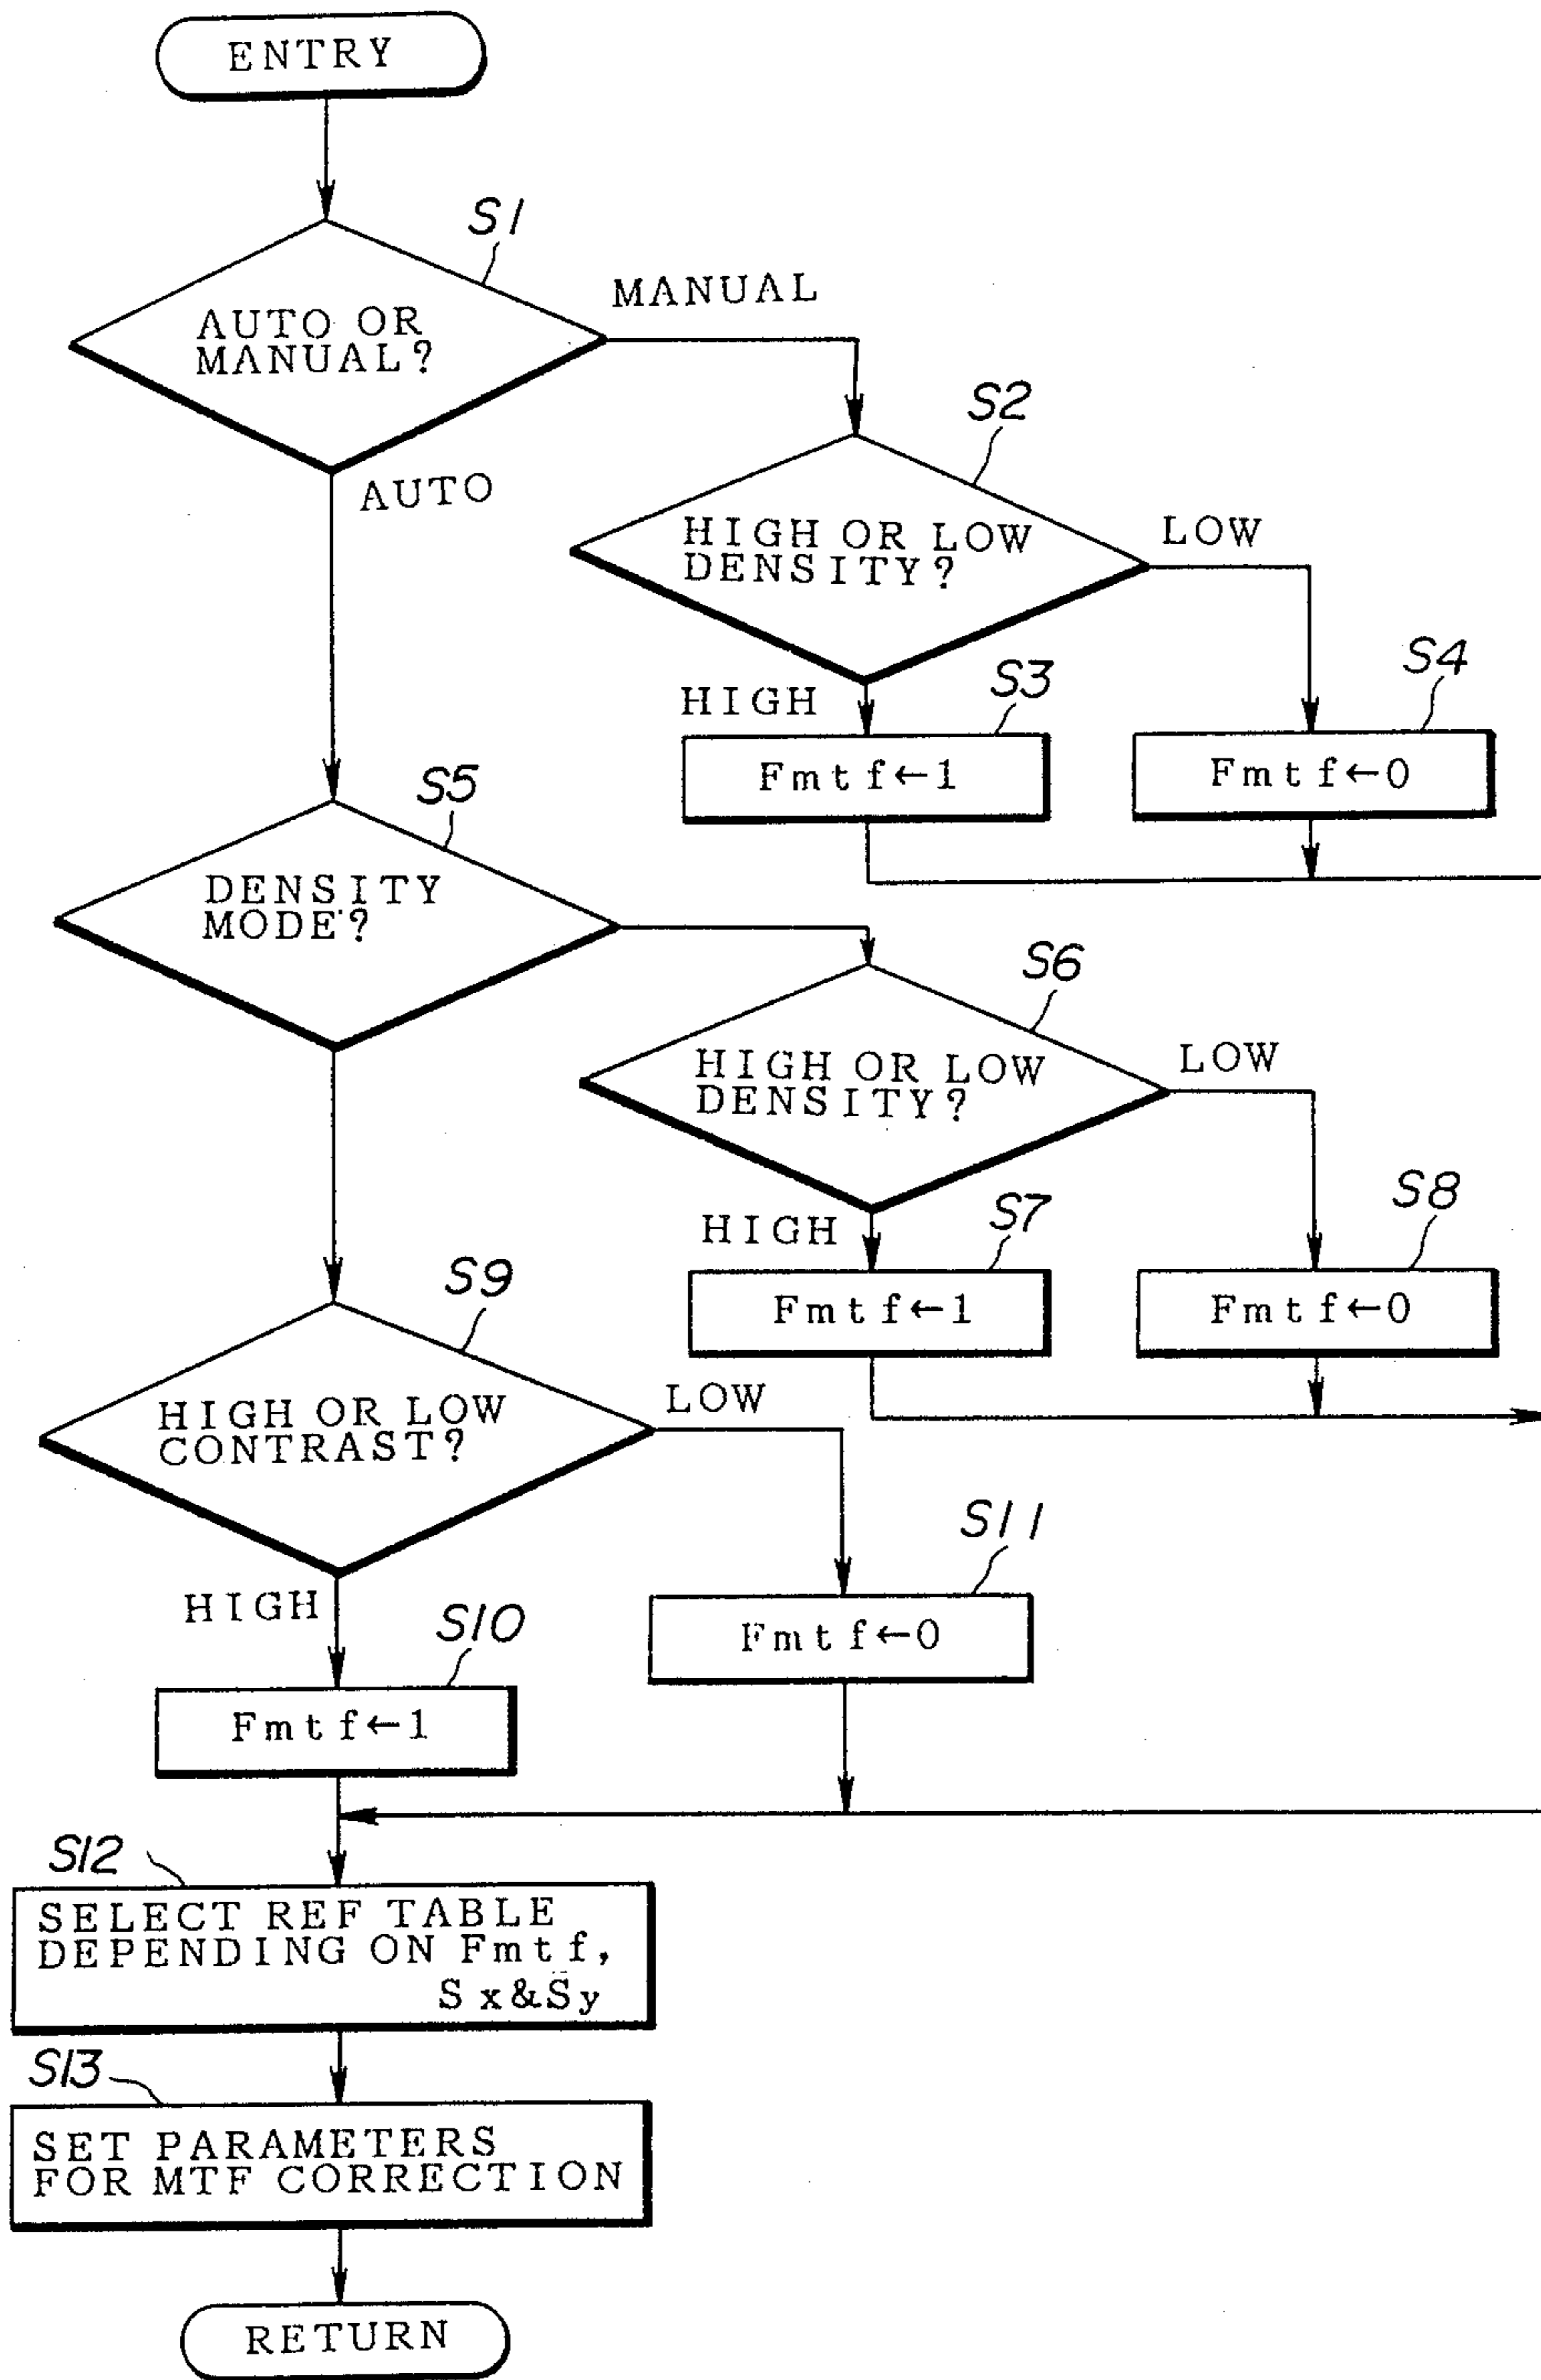 ENTRY
S1
MANUAL
AUTO OR
MANUAL?
AUTO
S2
HIGH OR LOW
DENSITY?
LOW
HIGH
S3
S4
Fmtf←1
Fmtf←0
S5
DENSITY
MODE?
S6
HIGH OR LOW
DENSITY?
LOW
HIGH
S7
S8
Fmtf←1
Fmtf←0
S9
HIGH OR LOW
CONTRAST?
LOW
HIGH
S10
S11
Fmtf←0
Fmtf←1
S12
SELECT REF TABLE
DEPENDING ON Fmtf,
Sx&Sy
S13
SET PARAMETERS
FOR MTF CORRECTION
RETURN